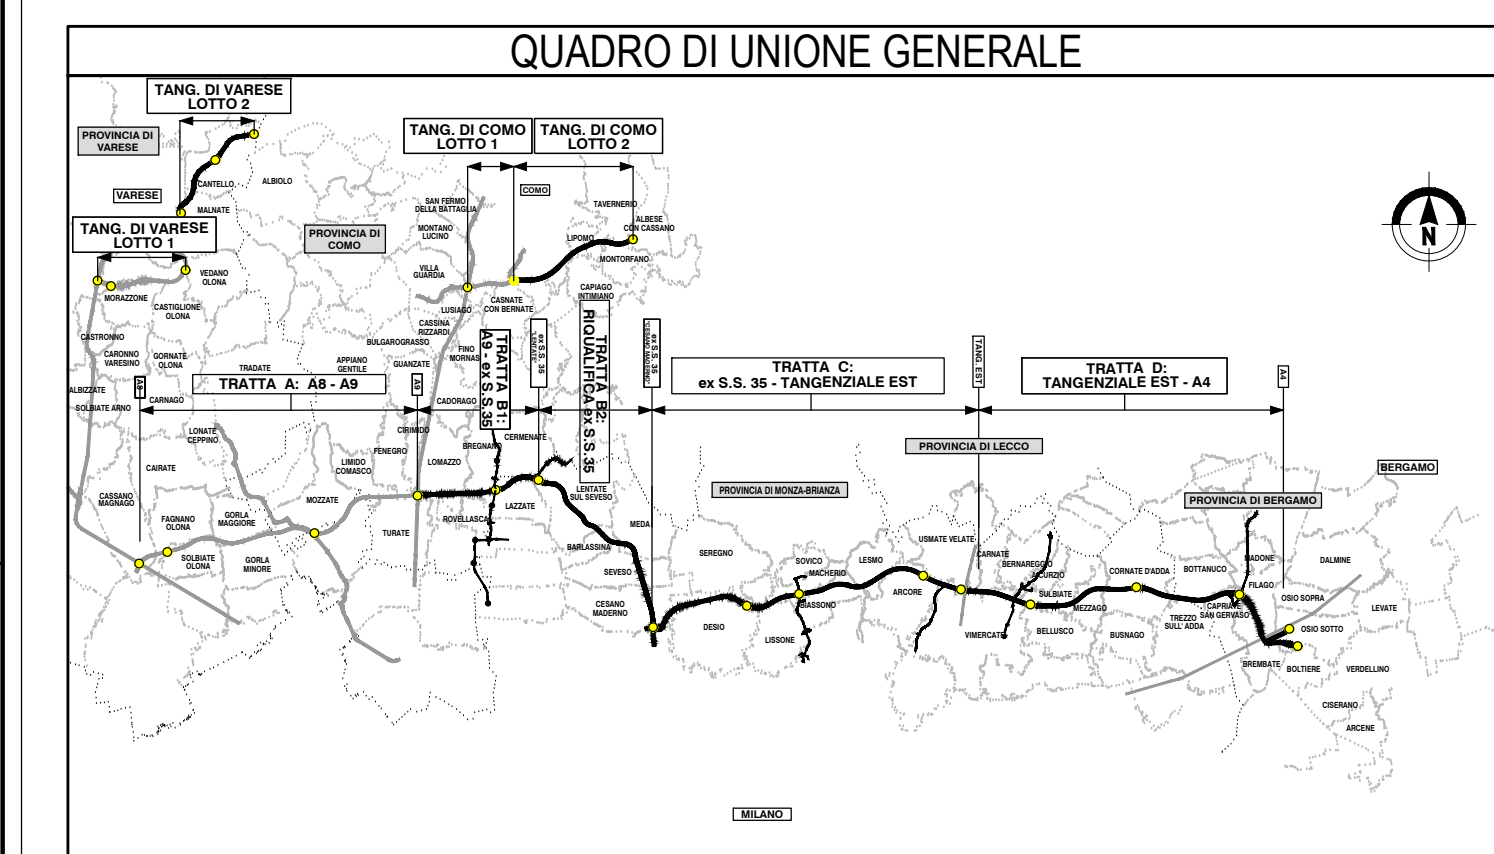 QUADRO DI UNIONE GENERALE
TANG. DI VARESE
LOTTO 2
PROVINCIA DI
VARESE
TANG. DI COMO
LOTTO 1
TANG. DI COMO
LOTTO 2
CANTELLO
ALBIOLO
VARESE
MALNATE
COMO
SAN FERMO
DELLA BATTAGLIA
TAVERNERIO
ALBESE
CON CASSANO
TANG. DI VARESE
LOTTO 1
PROVINCIA DI
COMO
MONTANO
LUCINO
LIPOMO
MONTORFANO
N
VEDANO
OLONA
VILLA
GUARDIA
MORAZZONE
CASTIGLIONE
OLONA
CAPIAGO
INTIMIANO
CASNATE
CON BERNATE
LUSIAGO
CASSINA
RIZZARDI
CASTRONNO
BULGAROGRASSO
CARONNO
VARESINO
GORNATE
OLONA
APPIANO
GENTILE
GUANZATE
FINO
MORNAS
TRADATE
TRATTA B1:
A9 - ex S.S.35
ex S.S. 35
"LENTATE"
TRATTA B2:
RIQUALIFICA ex S.S.35
ex S.S. 35
"CESANO MADERNO"
TRATTA C:
ex S.S. 35 - TANGENZIALE EST
TANG. EST
TRATTA D:
TANGENZIALE EST - A4
A4
ALBIZZATE
A8
TRATTA A: A8 - A9
A9
SOLBIATE ARNO
CARNAGO
CADORAGO
LONATE
CEPPINO
CIRIMIDO
CERMENATE
BREGNANO
FENEGRO
PROVINCIA DI LECCO
CAIRATE
LIMIDO
COMASCO
LOMAZZO
BERGAMO
CASSANO
MAGNAGO
MOZZATE
LENTATE
SUL SEVESO
PROVINCIA DI MONZA-BRIANZA
PROVINCIA DI BERGAMO
LAZZATE
FAGNANO
OLONA
GORLA
MAGGIORE
ROVELLASCA
MEDA
TURATE
BARLASSINA
SEREGNO
USMATE VELATE
CARNATE
SOLBIATE
OLONA
GORLA
MINORE
SOVICO
MACHERIO
LESMO
BERNAREGGIO
CORNATE D'ADDA
BOTTANUCO
MADONE
DALMINE
SEVESO
FILAGO
ARCORE
SULBIATE
OSIO SOPRA
CESANO
MADERNO
BIASSONO
MEZZAGO
CAPRIATE
SAN GERVASO
LEVATE
DESIO
LISSONE
VIMERCATE
BELLUSCO
BUSNAGO
TREZZO
SULL' ADDA
OSIO SOTTO
BREMBATE
BOLTIERE
VERDELLINO
CISERANO
ARCENE
MILANO